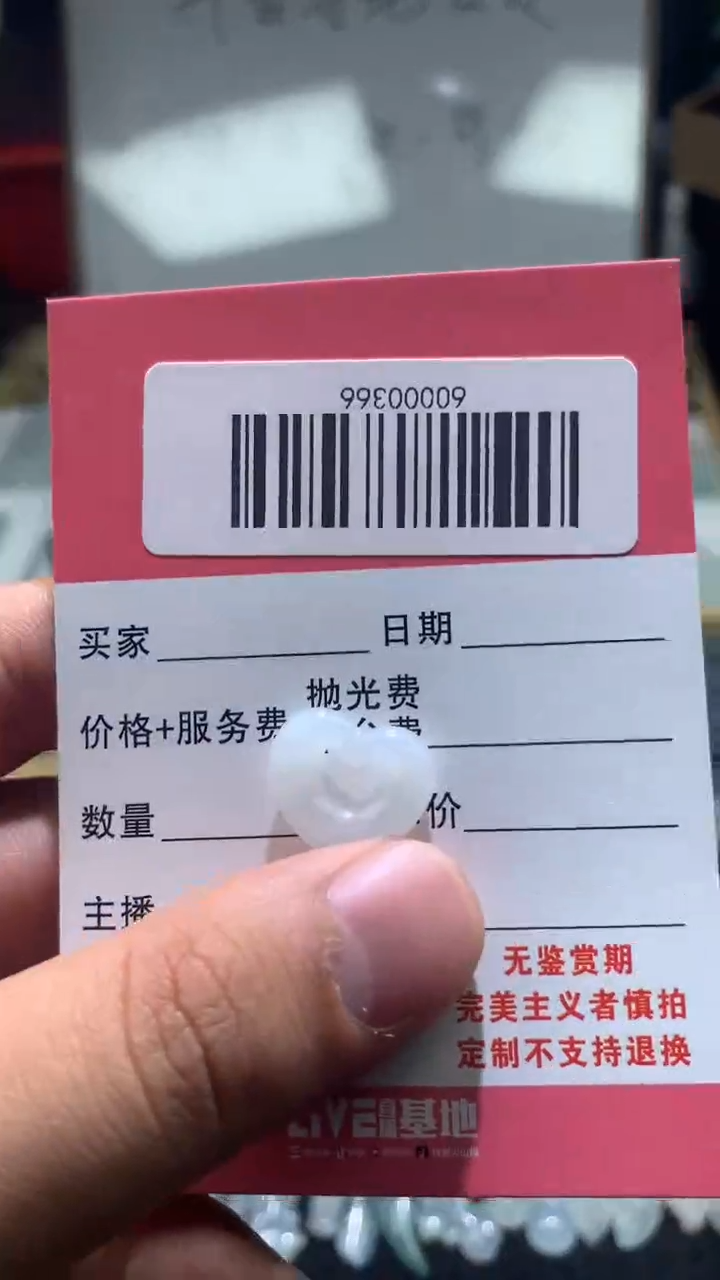 60000366
买家 日期
抛光费
价格+服务费 费
数量 价
主播
无鉴赏期
完美主义者慎拍
定制不支持退换
LIVE 基地